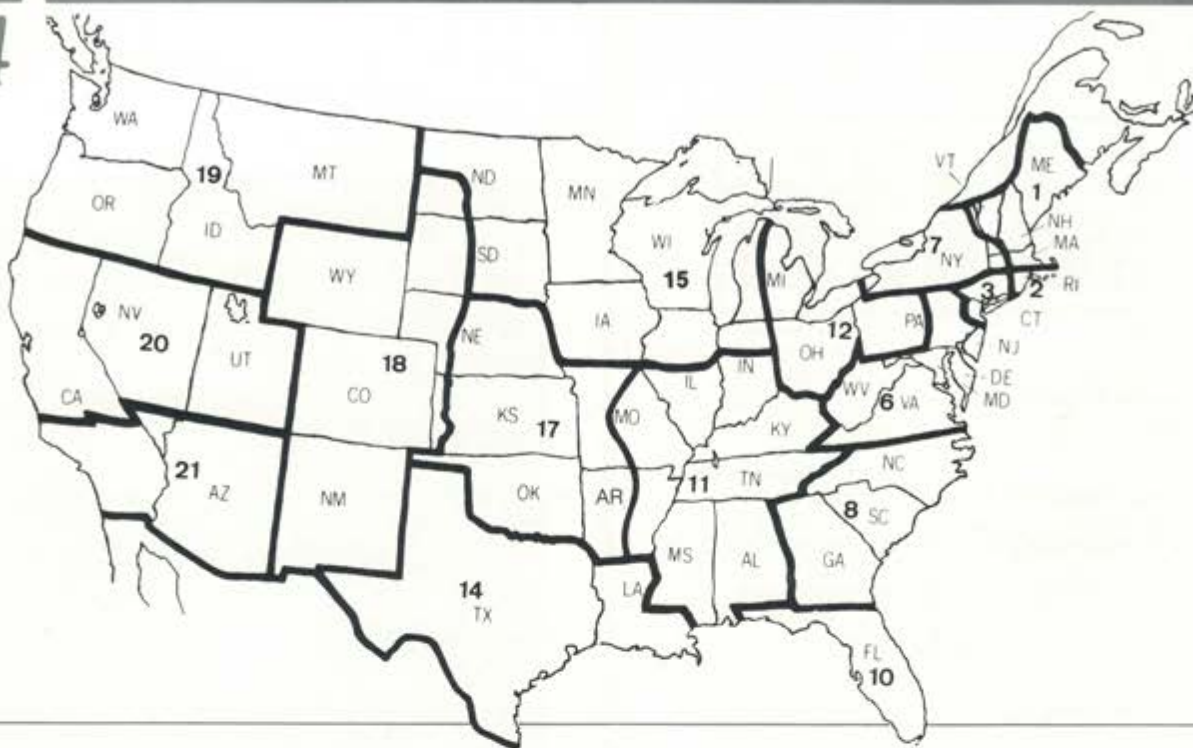 WA
MT
ND
MN
VT
ME
19
1
OR
ID
NH
MA
SD
WI
MI
7
NY
WY
15
RI
3
2
NV
20
IA
12
PA
CT
UT
18
NE
OH
NJ
CO
IL
IN
WV
6
VA
DE
MD
CA
KS
17
MO
KY
21
AZ
NM
OK
AR
11
TN
NC
8
SC
14
TX
LA
MS
AL
GA
FL
10